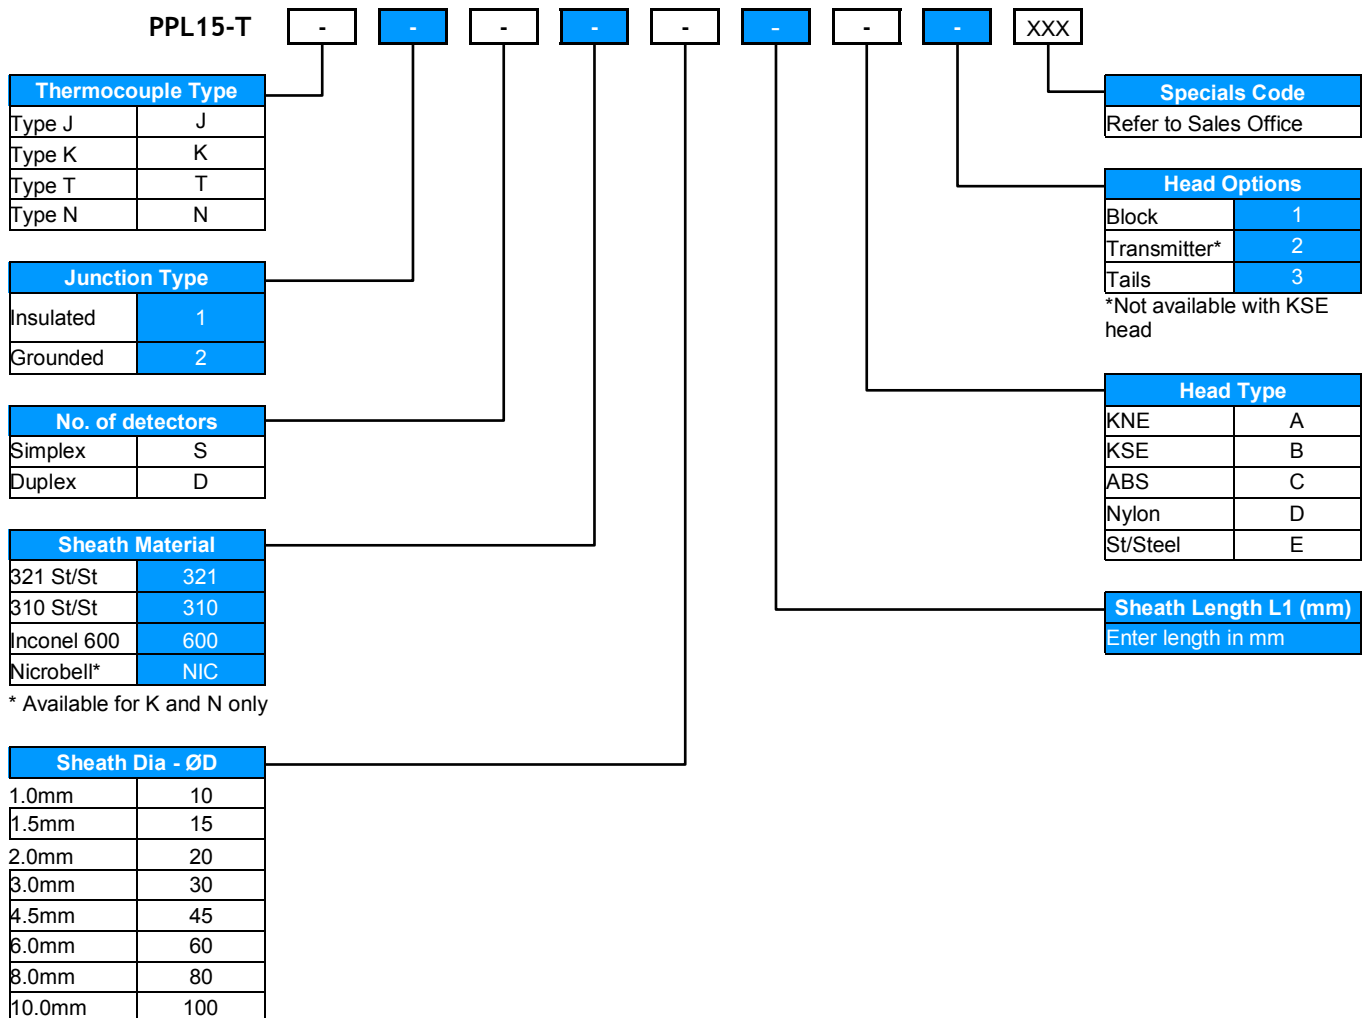 PPL15-T - - - - - - - - XXX
Thermocouple Type
Type J J
Type K K
Type T T
Type N N
Junction Type
Insulated 1
Grounded 2
No. of detectors
Simplex S
Duplex D
Sheath Material
321 St/St 321
310 St/St 310
Inconel 600 600
Nicrobell* NIC
* Available for K and N only
Sheath Dia - ØD
1.0mm 10
1.5mm 15
2.0mm 20
3.0mm 30
4.5mm 45
6.0mm 60
8.0mm 80
10.0mm 100
Specials Code
Refer to Sales Office
Head Options
Block 1
Transmitter* 2
Tails 3
*Not available with KSE
head
Head Type
KNE A
KSE B
ABS C
Nylon D
St/Steel E
Sheath Length L1 (mm)
Enter length in mm